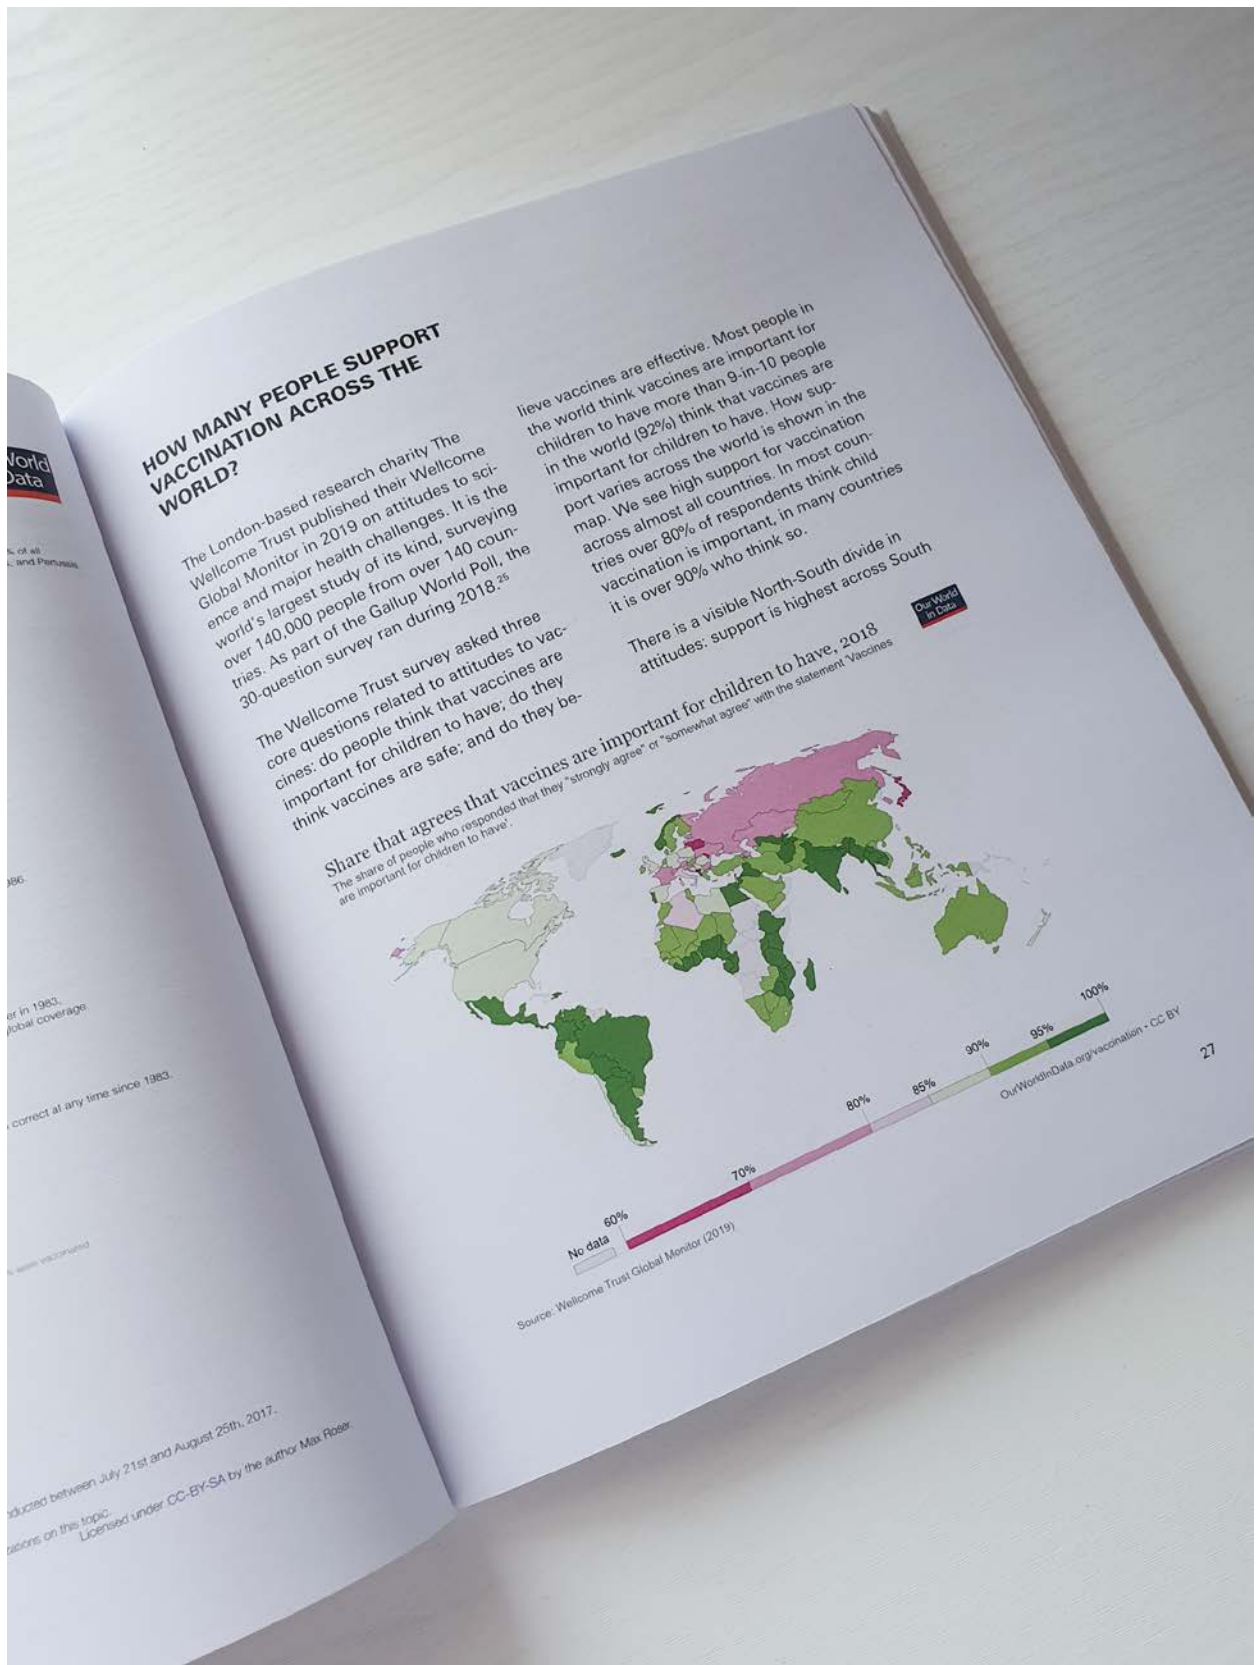 World
Data
% of all
, and Pertussis
986.
er in 1983.
global coverage.
correct at any time since 1983.
% were vaccinated
nducted between July 21st and August 25th, 2017.
zations on this topic.
Licensed under CC-BY-SA by the author Max Roser.
HOW MANY PEOPLE SUPPORT
VACCINATION ACROSS THE
WORLD?
The London-based research charity The
Wellcome Trust published their Wellcome
Global Monitor in 2019 on attitudes to sci-
ence and major health challenges. It is the
world's largest study of its kind, surveying
over 140,000 people from over 140 coun-
tries. As part of the Gallup World Poll, the
30-question survey ran during 2018.25
The Wellcome Trust survey asked three
core questions related to attitudes to vac-
cines: do people think that vaccines are
important for children to have; do they
think vaccines are safe; and do they be-
lieve vaccines are effective. Most people in
the world think vaccines are important for
children to have more than 9-in-10 people
in the world (92%) think that vaccines are
important for children to have. How sup-
port varies across the world is shown in the
map. We see high support for vaccination
across almost all countries. In most coun-
tries over 80% of respondents think child
vaccination is important, in many countries
it is over 90% who think so.
There is a visible North-South divide in
attitudes: support is highest across South
Share that agrees that vaccines are important for children to have, 2018
The share of people who responded that they "strongly agree" or "somewhat agree" with the statement 'Vaccines
are important for children to have'.
Our World
in Data
No data
60%
70%
80%
85%
90%
95%
100%
Source: Wellcome Trust Global Monitor (2019)
OurWorldInData.org/vaccination • CC BY
27